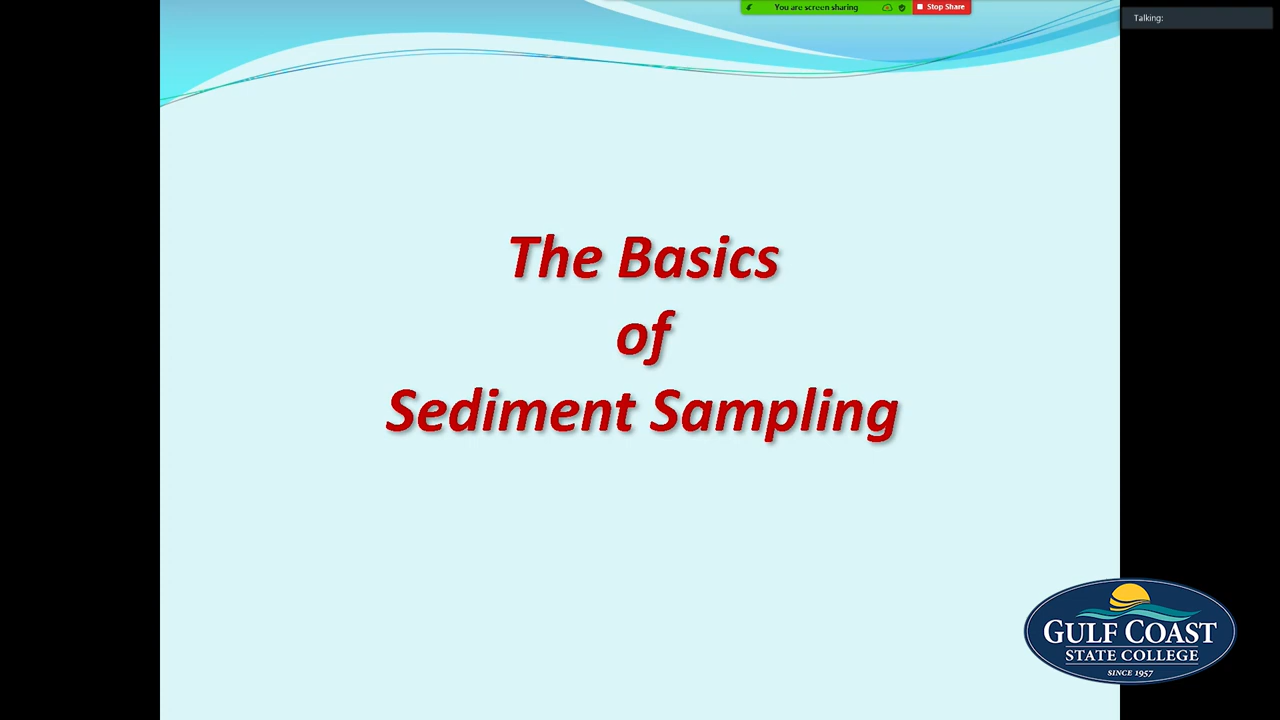 You are screen sharing
Stop Share
Talking:
The Basics
of
Sediment Sampling
GULF COAST
STATE COLLEGE
SINCE 1957